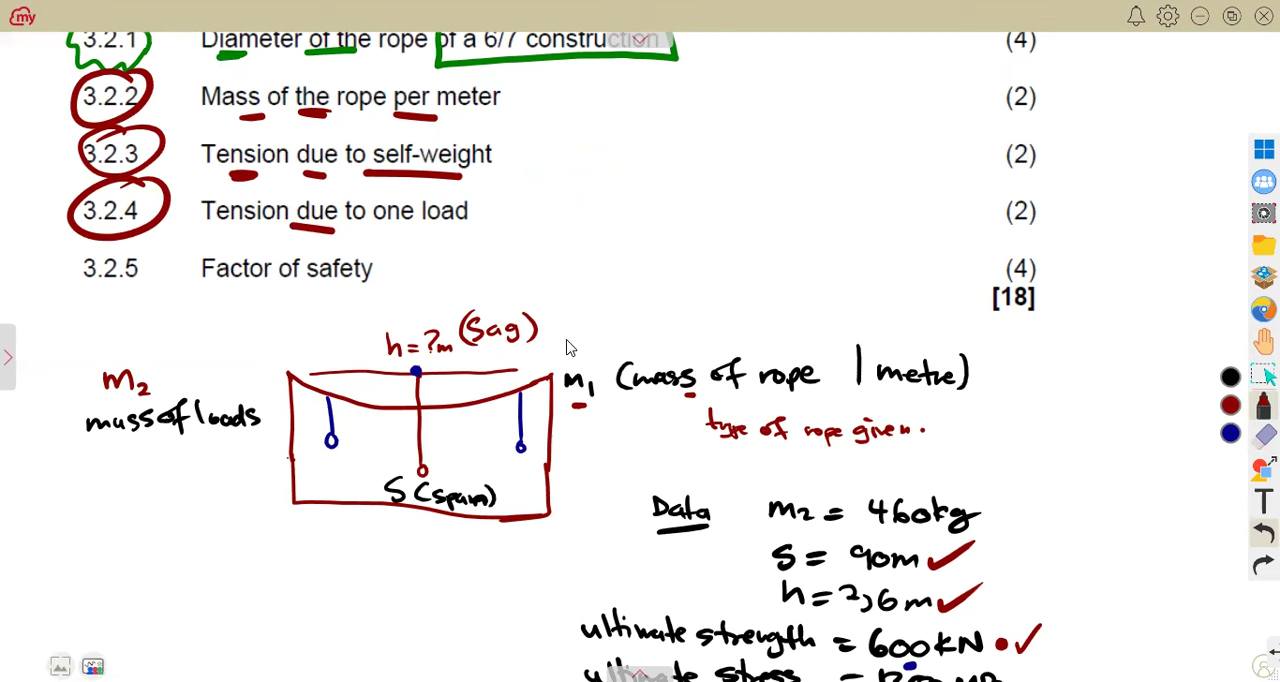 my
3.2.1 Diameter of the rope of a 6/7 construction (4)
3.2.2 Mass of the rope per meter (2)
3.2.3 Tension due to self-weight (2)
3.2.4 Tension due to one load (2)
3.2.5 Factor of safety (4)
[18]
h = ?m (Sag)
m₂
mass of loads
m₁ (mass of rope | metre)
type of rope given.
S (span)
Data m₂ = 460kg
S = 90m ✓
h = 2,6m ✓
ultimate strength = 600KN • ✓
ultimate stress =
T